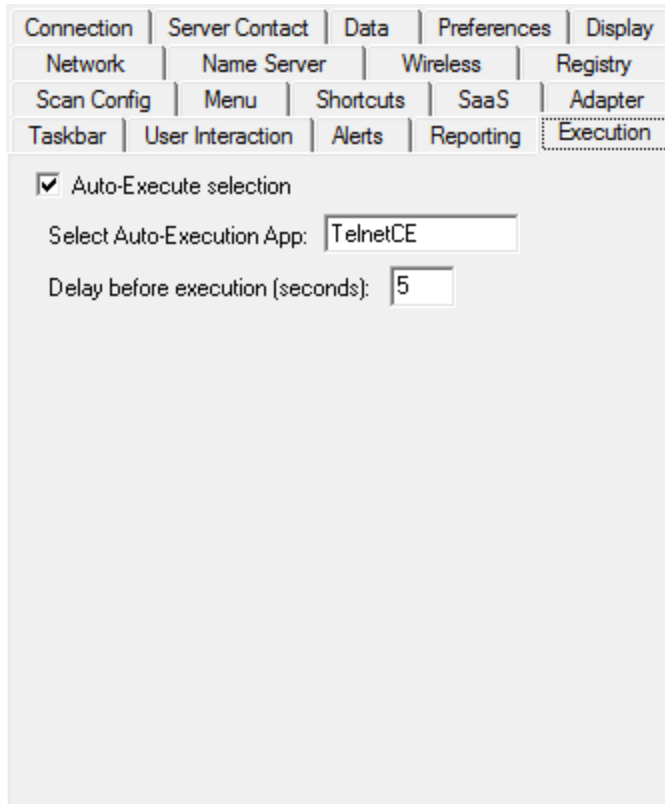 Connection Server Contact Data Preferences Display
Network Name Server Wireless Registry
Scan Config Menu Shortcuts SaaS Adapter
Taskbar User Interaction Alerts Reporting Execution
Auto-Execute selection
Select Auto-Execution App: TelnetCE
Delay before execution (seconds): 5